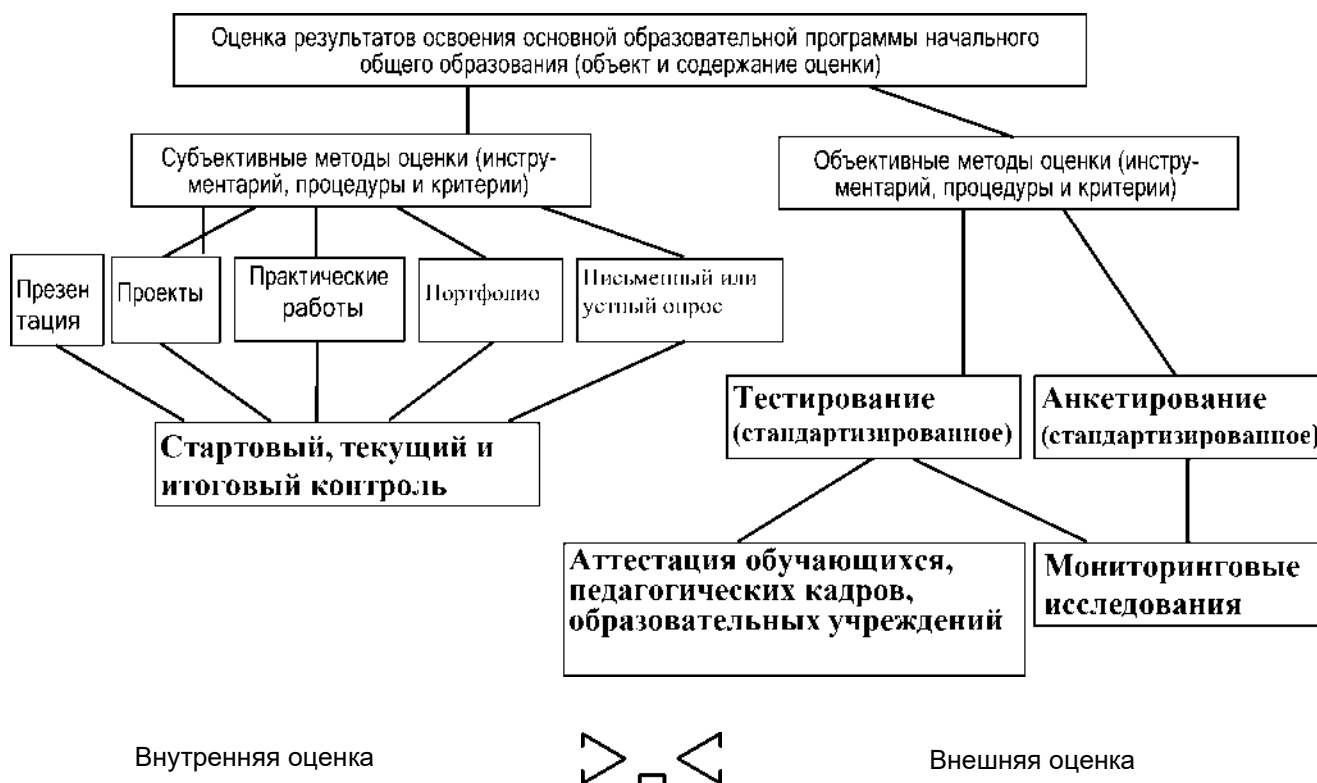 Оценка результатов освоения основной образовательной программы начального
общего образования (объект и содержание оценки)
Субъективные методы оценки (инстру-
ментарий, процедуры и критерии)
Объективные методы оценки (инстру-
ментарий, процедуры и критерии)
Презен
тация
Проекты
Практические
работы
Портфолио
Письменный или
устный опрос
Тестирование
(стандартизированное)
Анкетирование
(стандартизированное)
Стартовый, текущий и
итоговый контроль
Аттестация обучающихся,
педагогических кадров,
образовательных учреждений
Мониторинговые
исследования
Внутренняя оценка
Внешняя оценка